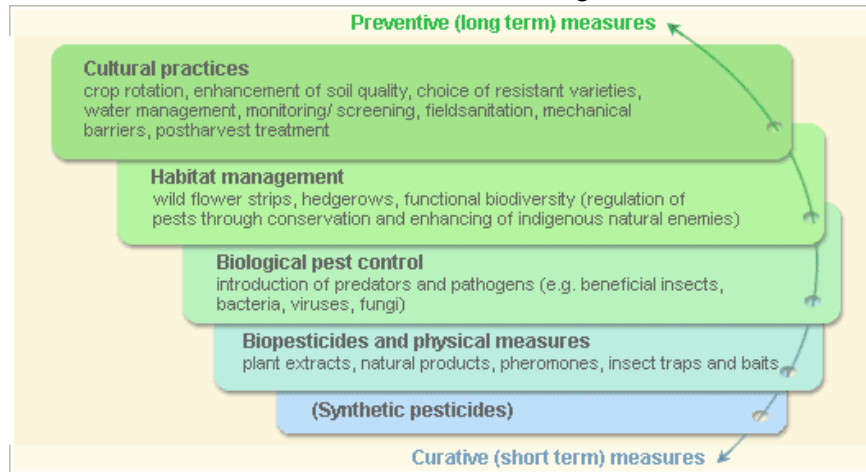 Preventive (long term) measures
Cultural practices
crop rotation, enhancement of soil quality, choice of resistant varieties,
water management, monitoring/ screening, fieldsanitation, mechanical
barriers, postharvest treatment
Habitat management
wild flower strips, hedgerows, functional biodiversity (regulation of
pests through conservation and enhancing of indigenous natural enemies)
Biological pest control
introduction of predators and pathogens (e.g. beneficial insects,
bacteria, viruses, fungi)
Biopesticides and physical measures
plant extracts, natural products, pheromones, insect traps and baits
(Synthetic pesticides)
Curative (short term) measures